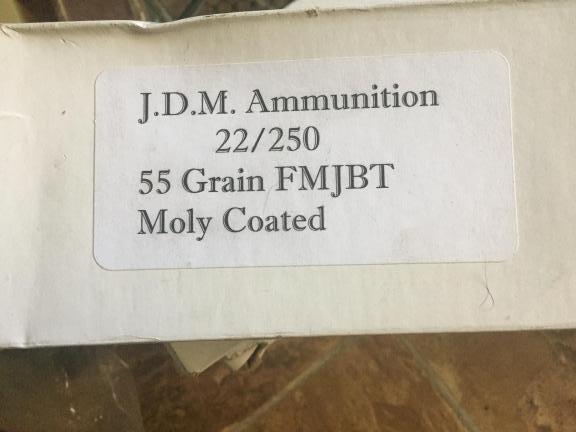 J.D.M. Ammunition
22/250
55 Grain FMJBT
Moly Coated